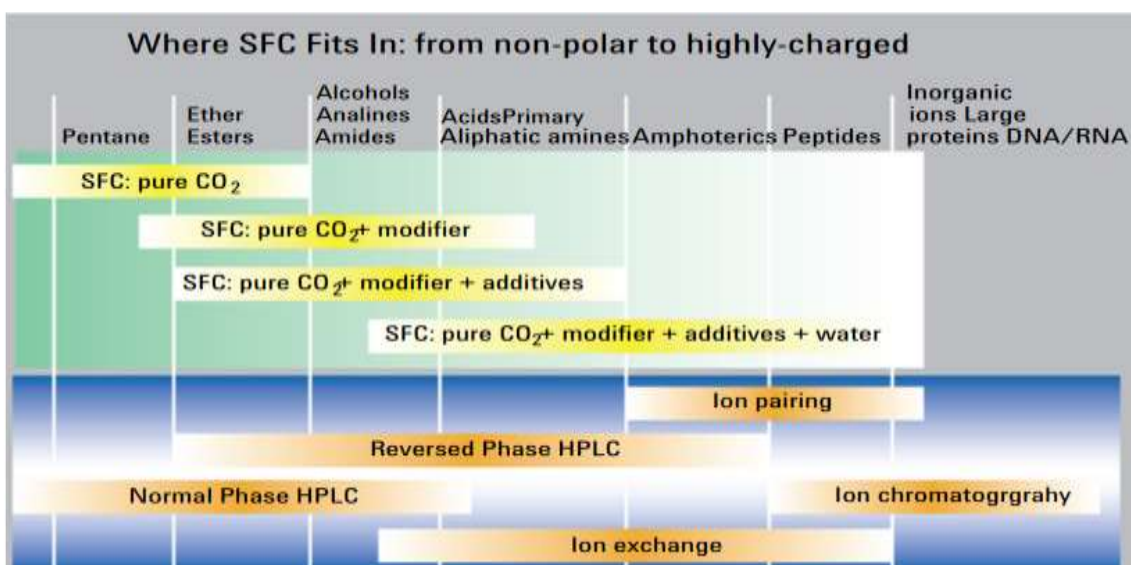 Where SFC Fits In: from non-polar to highly-charged
Pentane
Ether
Esters
Alcohols
Analines
Amides
AcidsPrimary
Aliphatic amines
Amphoterics
Peptides
Inorganic
ions Large
proteins DNA/RNA
SFC: pure CO₂
SFC: pure CO₂+ modifier
SFC: pure CO₂+ modifier + additives
SFC: pure CO₂+ modifier + additives + water
Ion pairing
Reversed Phase HPLC
Normal Phase HPLC
Ion chromatogrgrahy
Ion exchange